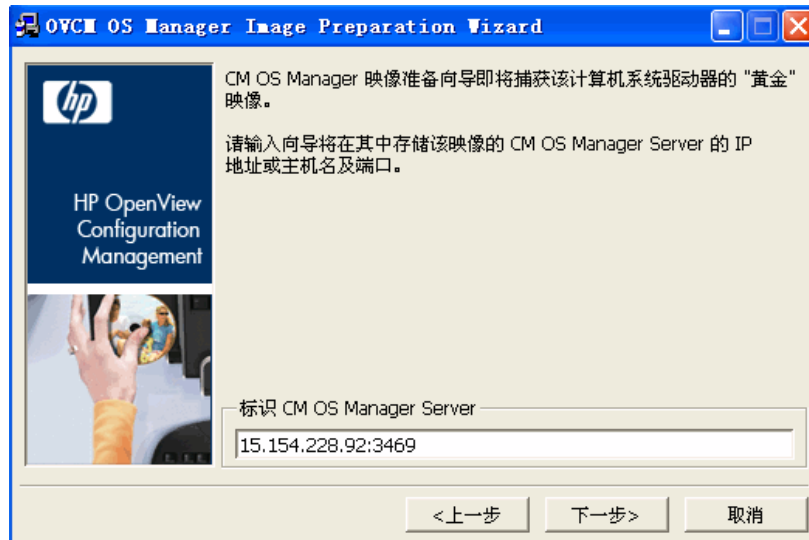 OVCM OS Manager Image Preparation Wizard
hp
HP OpenView
Configuration
Management
CM OS Manager 映像准备向导即将捕获该计算机系统驱动器的 "黄金"
映像。
请输入向导将在其中存储该映像的 CM OS Manager Server 的 IP
地址或主机名及端口。
标识 CM OS Manager Server
15.154.228.92:3469
<上一步
下一步>
取消